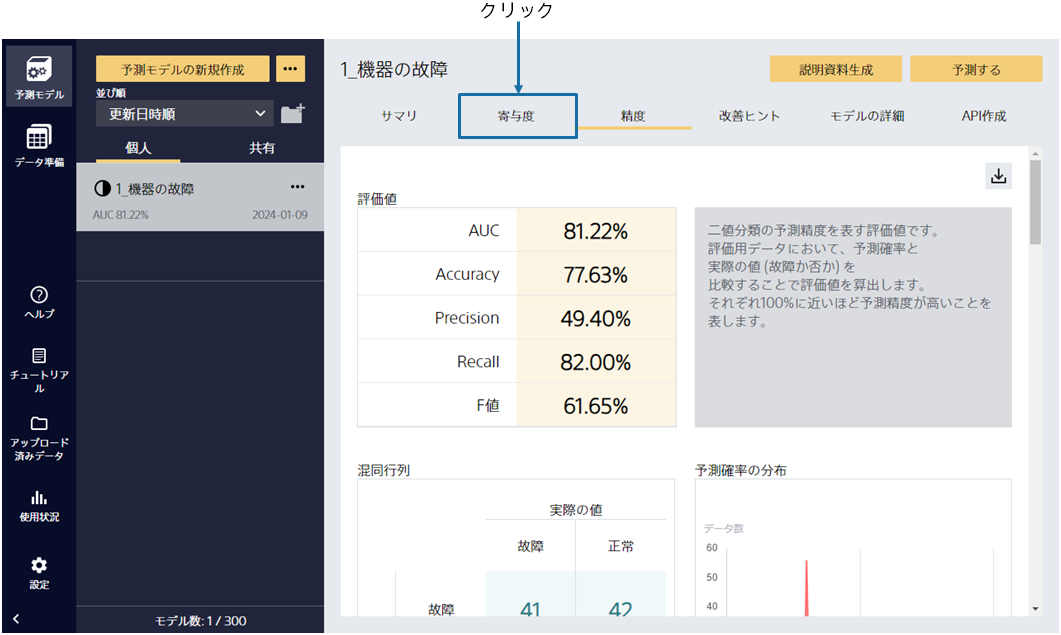 クリック
予測モデル
データ準備
ヘルプ
チュートリア
ル
アップロード
済みデータ
使用状況
設定
予測モデルの新規作成
並び順
更新日時順
個人
共有
1_機器の故障
AUC 81.22%
2024-01-09
モデル数: 1 / 300
1_機器の故障
説明資料生成
予測する
サマリ
寄与度
精度
改善ヒント
モデルの詳細
API作成
評価値
AUC
81.22%
Accuracy
77.63%
Precision
49.40%
Recall
82.00%
F値
61.65%
二値分類の予測精度を表す評価値です。
評価用データにおいて、予測確率と
実際の値 (故障か否か) を
比較することで評価値を算出します。
それぞれ100%に近いほど予測精度が高いことを
表します。
混同行列
実際の値
故障
正常
故障
41
42
予測確率の分布
データ数
60
50
40